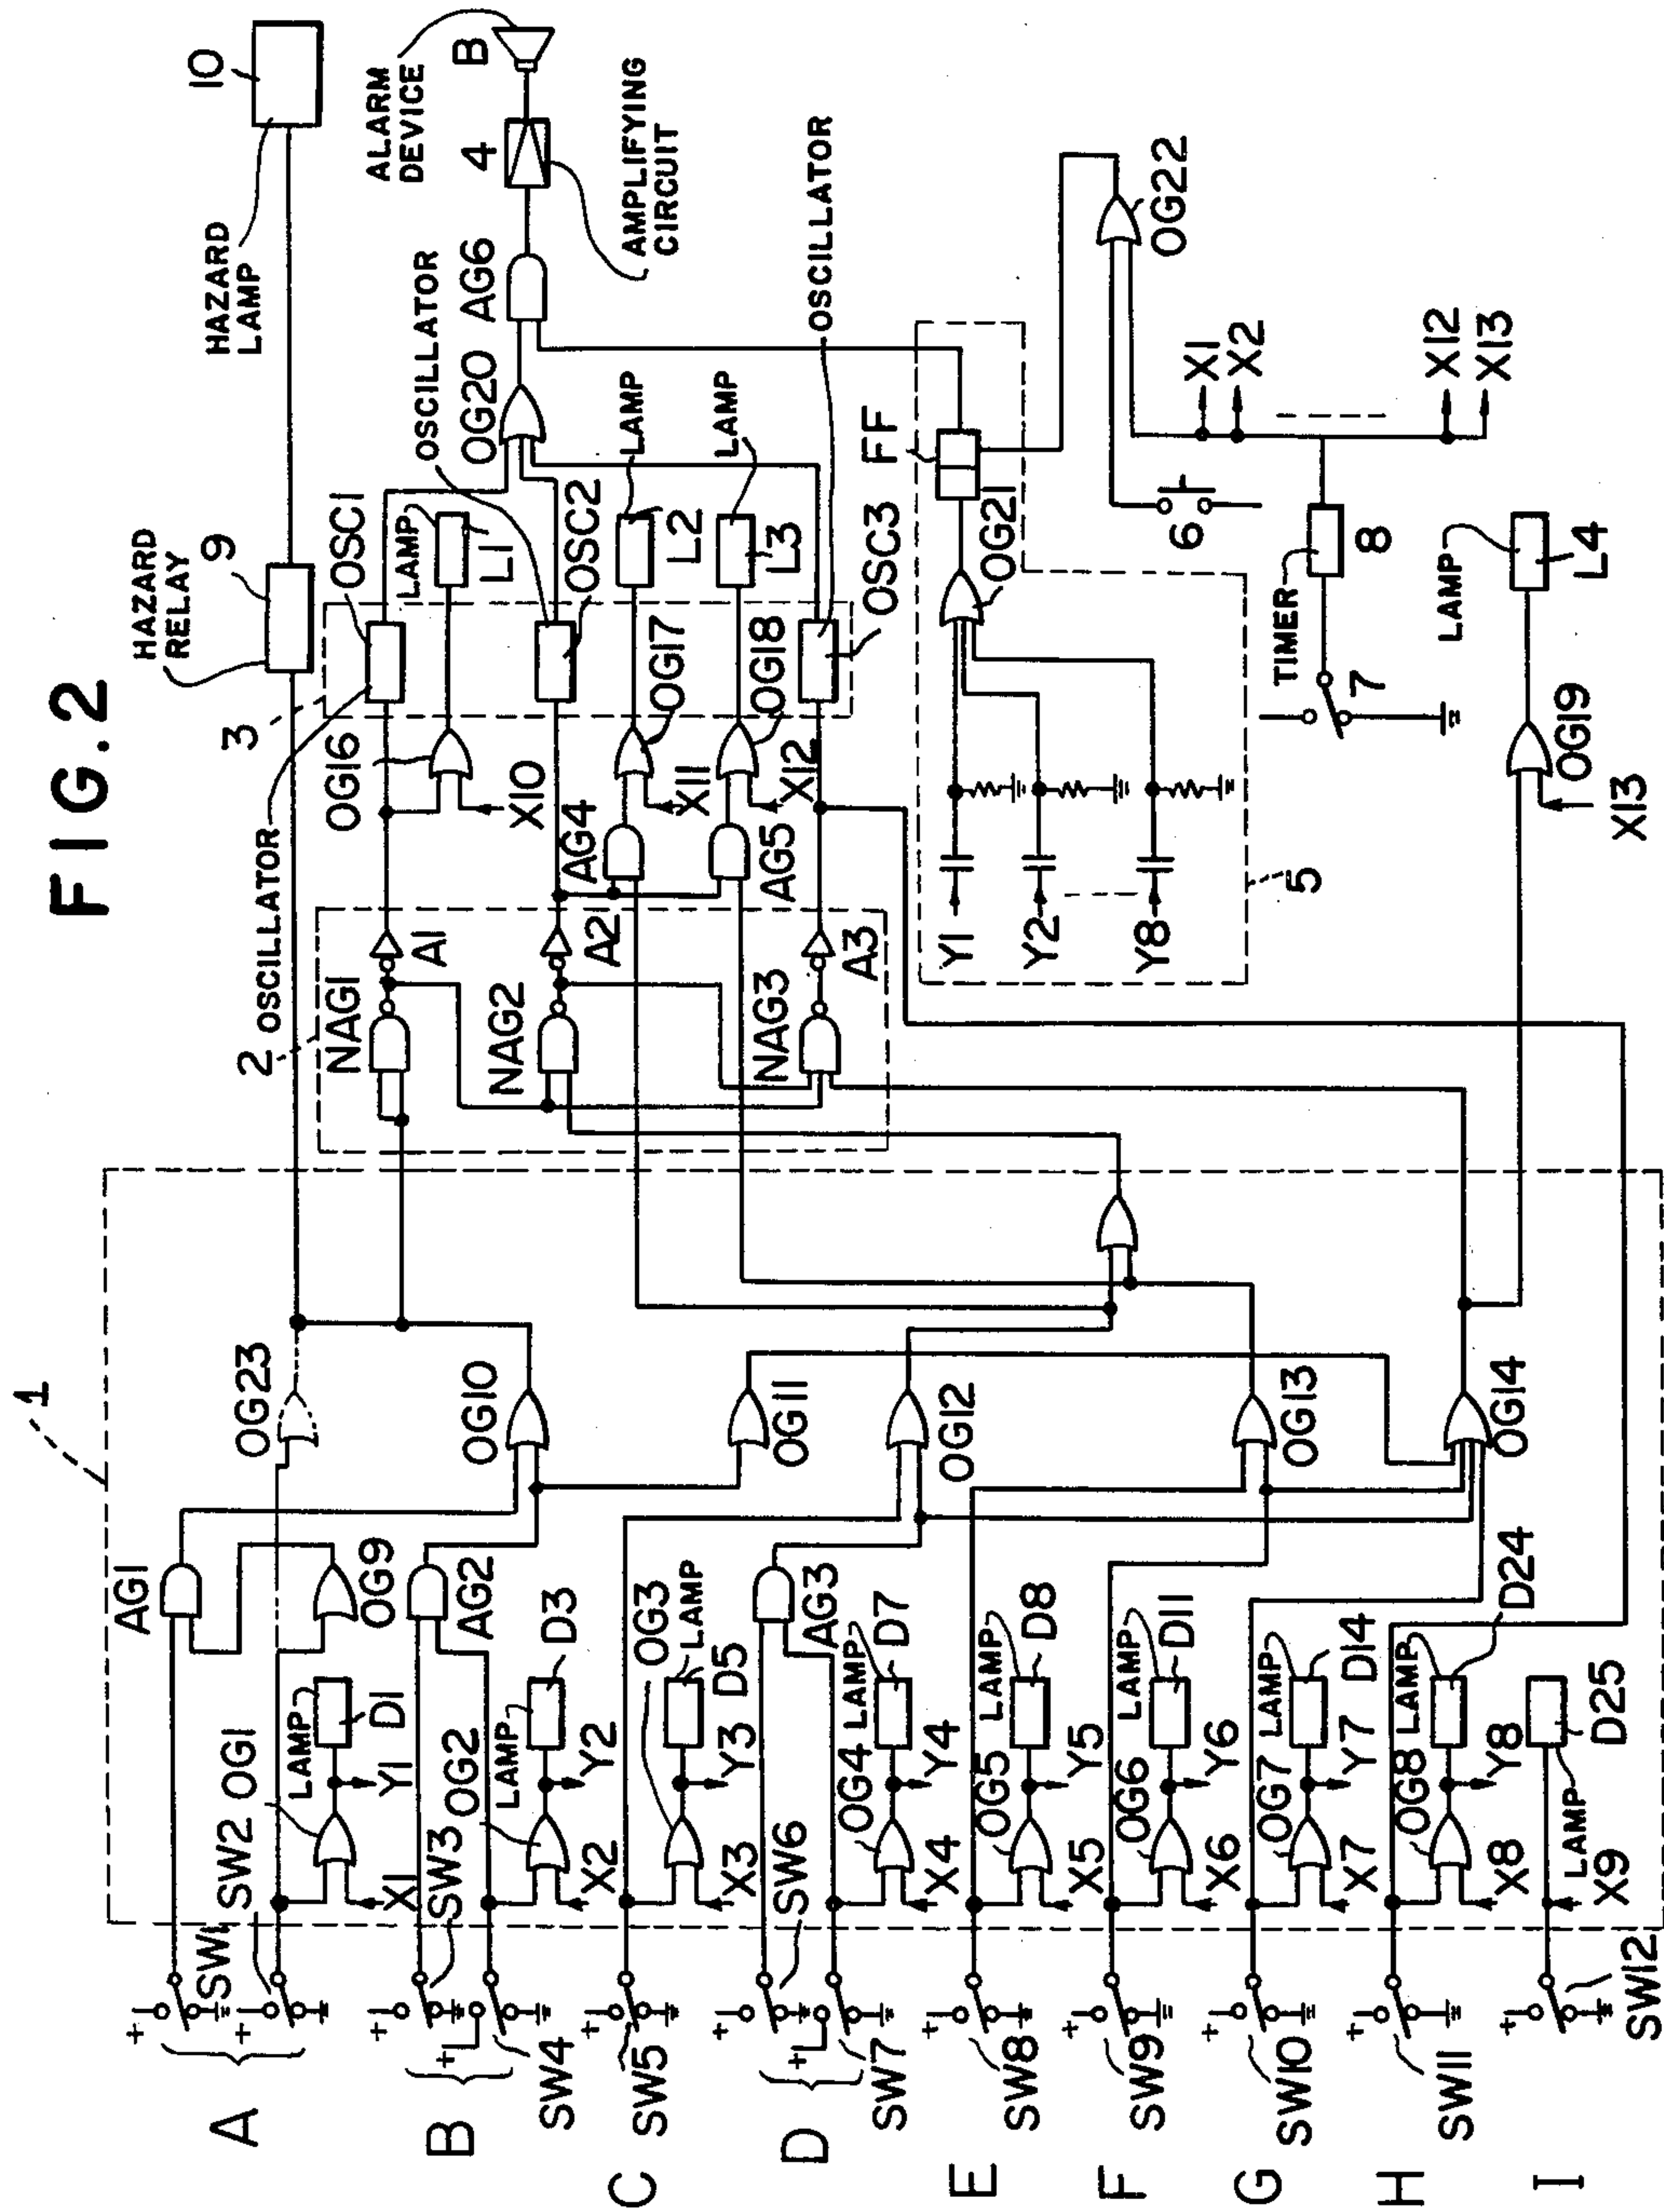 FIG.2
1
2
3
HAZARD
RELAY
9
HAZARD
LAMP
10
ALARM
DEVICE
B
4
AMPLIFYING
CIRCUIT
AG6
OG20
OSCILLATOR
OSCILLATOR
OSCILLATOR
OSC1
LAMP
L1
OSC2
LAMP
L2
LAMP
L3
OSC3
OG16
X10
AG4
OG17
X11
AG5
OG18
X12
NAG1
A1
NAG2
A2
NAG3
A3
FF
OG21
OG22
Y1
Y2
Y8
5
6
7
TIMER
8
X1
X2
X12
X13
LAMP
L4
OG19
X13
AG1
OG23
OG9
OG10
AG2
OG11
OG12
AG3
OG13
OG14
A
SW1
SW2
OG1
LAMP
D1
Y1
X1
B
SW3
SW4
OG2
LAMP
D3
Y2
X2
C
SW5
OG3
LAMP
D5
Y3
X3
D
SW6
SW7
OG4
LAMP
D7
Y4
X4
E
SW8
OG5
LAMP
D8
Y5
X5
F
SW9
OG6
LAMP
D11
Y6
X6
G
SW10
OG7
LAMP
D14
Y7
X7
H
SW11
OG8
LAMP
D24
Y8
X8
I
SW12
LAMP
D25
X9
+
+
+
+
+
+
+
+
+
+
+
+